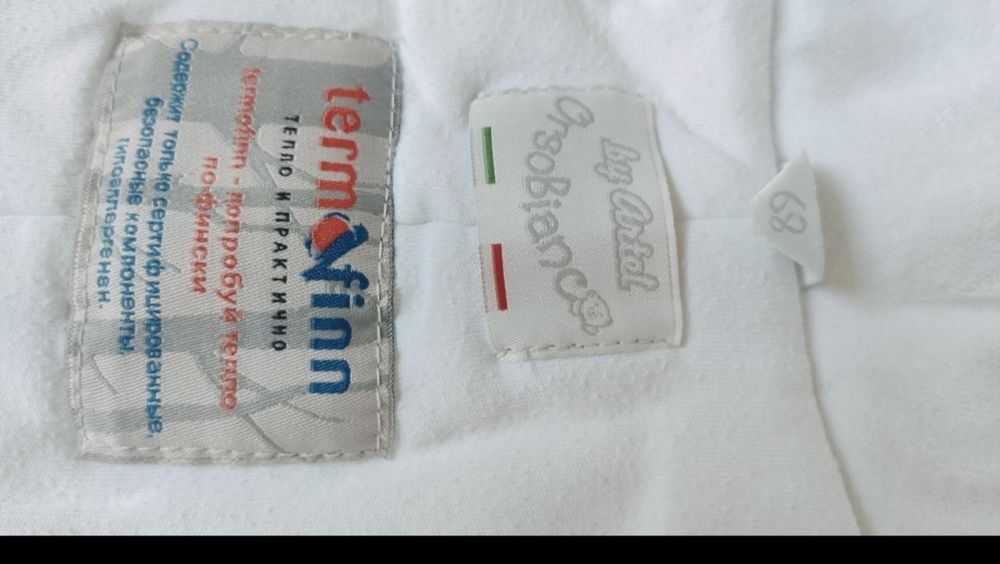 termofinn
ТЕПЛО И ПРАКТИЧНО
termofinn - попробуй тепло
по-фински
Содержит только сертифицированные,
безопасные компоненты,
гипоаллергенен.
by Artel
OrsoBianco
68